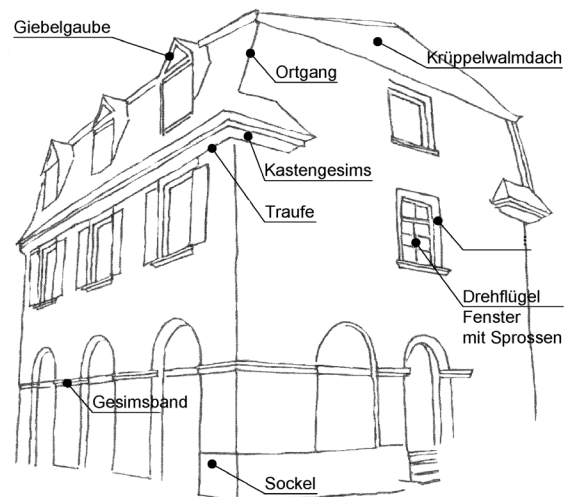 Giebelgaube
Krüppelwalmdach
Ortgang
Kastengesims
Traufe
Drehflügel
Fenster
mit Sprossen
Gesimsband
Sockel